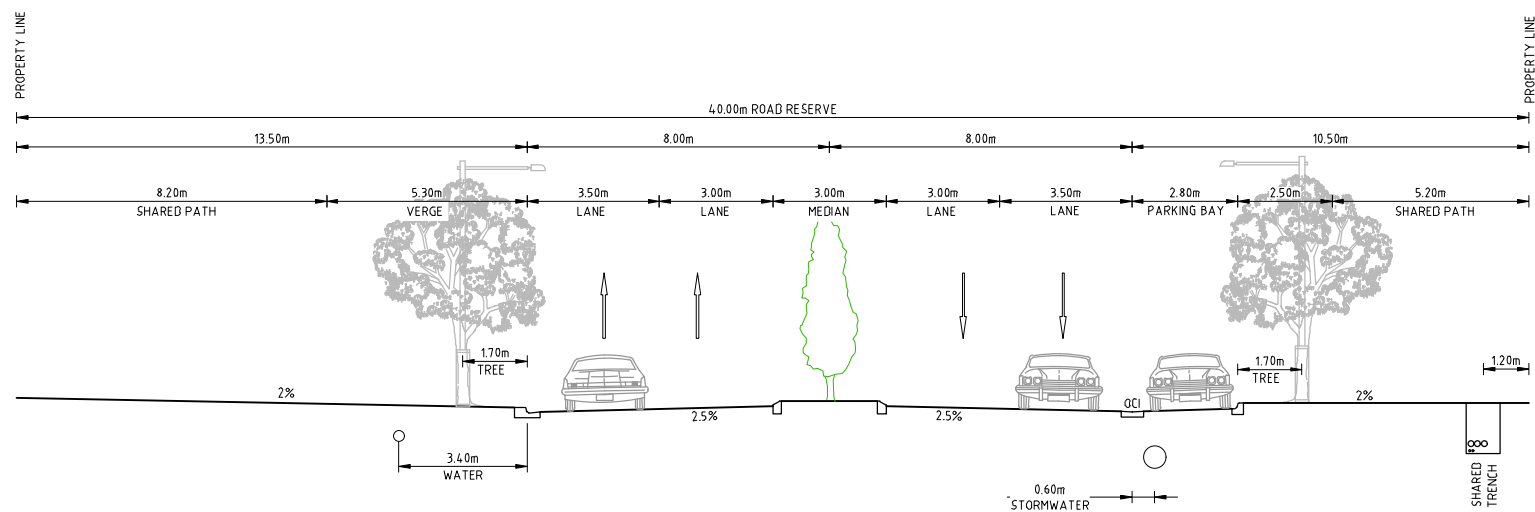 PROPERTY LINE
PROPERTY LINE
40.00m ROAD RESERVE
13.50m
8.00m
8.00m
10.50m
8.20m
5.30m
3.50m
3.00m
3.00m
3.00m
3.50m
2.80m
2.50m
5.20m
SHARED PATH
VERGE
LANE
LANE
MEDIAN
LANE
LANE
PARKING BAY
SHARED PATH
1.70m
TREE
1.70m
TREE
1.20m
2%
2.5%
2.5%
OCI
2%
3.40m
WATER
0.60m
STORMWATER
SHARED
TRENCH